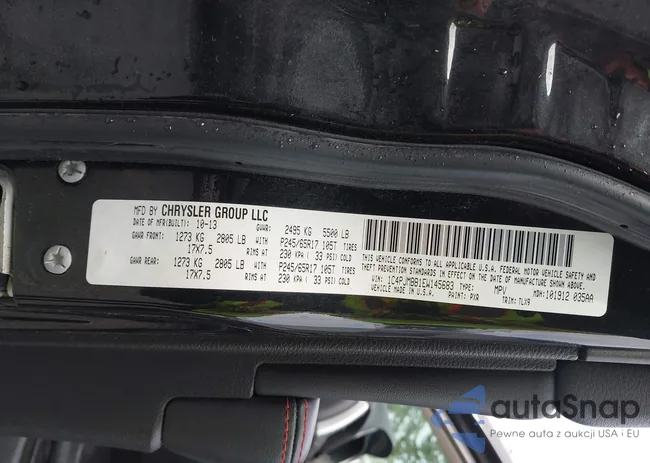 MFD BY CHRYSLER GROUP LLC
DATE OF MFR(BUILT): 10-13 GVWR: 2495 KG 5500 LB
GAWR FRONT: 1273 KG 2805 LB WITH P245/65R17 105T TIRES
17X7.5 RIMS AT 230 KPA ( 33 PSI) COLD
GAWR REAR: 1273 KG 2805 LB WITH P245/65R17 105T TIRES
17X7.5 RIMS AT 230 KPA ( 33 PSI) COLD
THIS VEHICLE CONFORMS TO ALL APPLICABLE U.S.A. FEDERAL MOTOR VEHICLE SAFETY AND
THEFT PREVENTION STANDARDS IN EFFECT ON THE DATE OF MANUFACTURE SHOWN ABOVE.
VIN: 1C4PJMBB1EW145683 TYPE: MPV MDH:101912 035AA
MADE IN U.S.A. PAINT: PXR TRIM: TLX9
autoSnap
Pewne auta z aukcji USA i EU